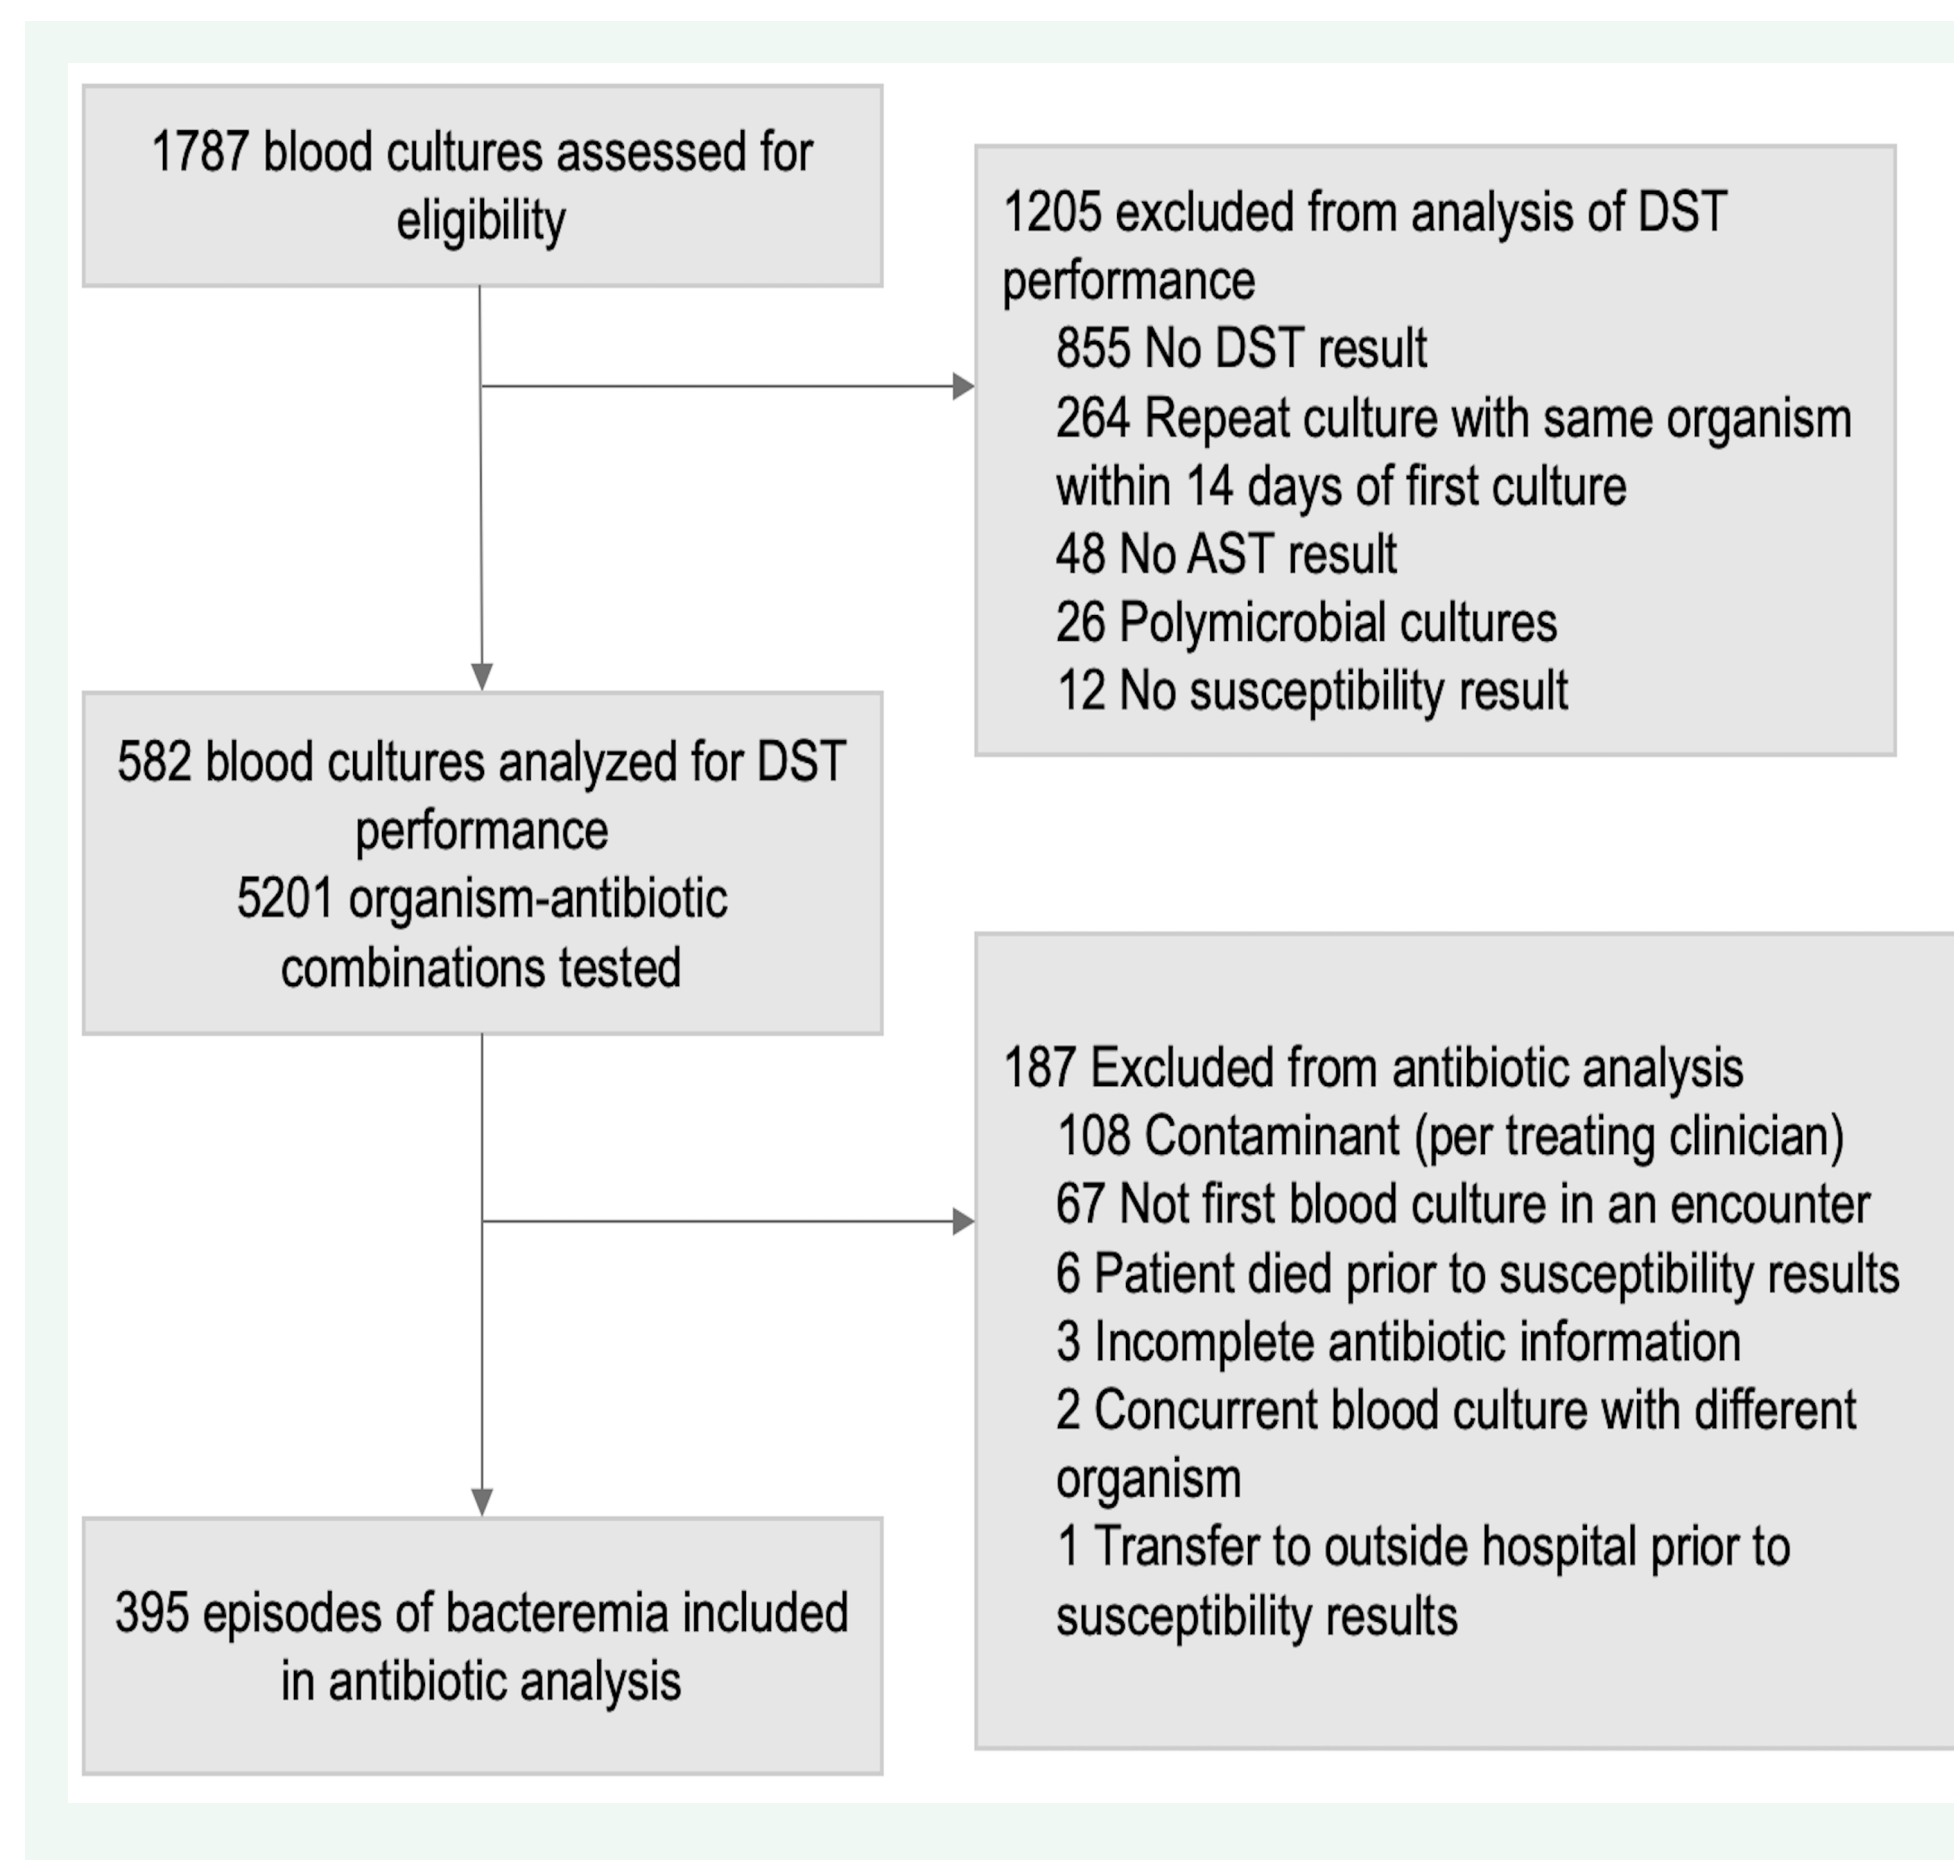 1787 blood cultures assessed for
eligibility
1205 excluded from analysis of DST
performance
855 No DST result
264 Repeat culture with same organism
within 14 days of first culture
48 No AST result
26 Polymicrobial cultures
12 No susceptibility result
582 blood cultures analyzed for DST
performance
5201 organism-antibiotic
combinations tested
187 Excluded from antibiotic analysis
108 Contaminant (per treating clinician)
67 Not first blood culture in an encounter
6 Patient died prior to susceptibility results
3 Incomplete antibiotic information
2 Concurrent blood culture with different
organism
1 Transfer to outside hospital prior to
susceptibility results
395 episodes of bacteremia included
in antibiotic analysis